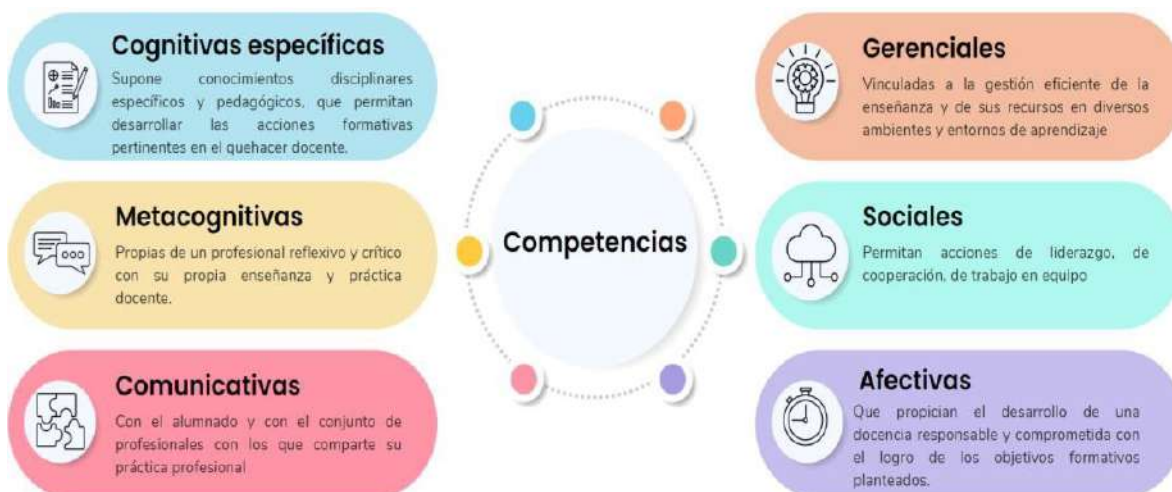 Cognitivas específicas
Supone conocimientos disciplinares
específicos y pedagógicos, que permitan
desarrollar las acciones formativas
pertinentes en el quehacer docente.
Metacognitivas
Propias de un profesional reflexivo y crítico
con su propia enseñanza y práctica
docente.
Comunicativas
Con el alumnado y con el conjunto de
profesionales con los que comparte su
práctica profesional
Competencias
Gerenciales
Vinculadas a la gestión eficiente de la
enseñanza y de sus recursos en diversos
ambientes y entornos de aprendizaje
Sociales
Permitan acciones de liderazgo, de
cooperación, de trabajo en equipo
Afectivas
Que propician el desarrollo de una
docencia responsable y comprometida con
el logro de los objetivos formativos
planteados.